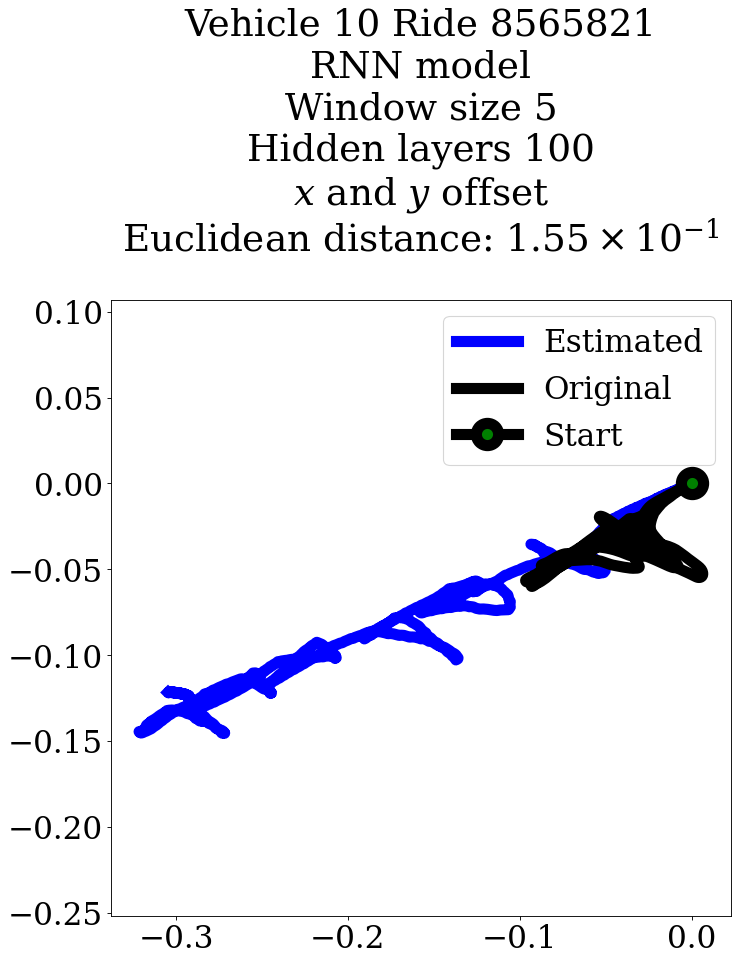 Vehicle 10 Ride 8565821
RNN model
Window size 5
Hidden layers 100
x and y offset
Euclidean distance: 1.55 × 10⁻¹
Estimated
Original
Start
0.10
0.05
0.00
−0.05
−0.10
−0.15
−0.20
−0.25
−0.3
−0.2
−0.1
0.0